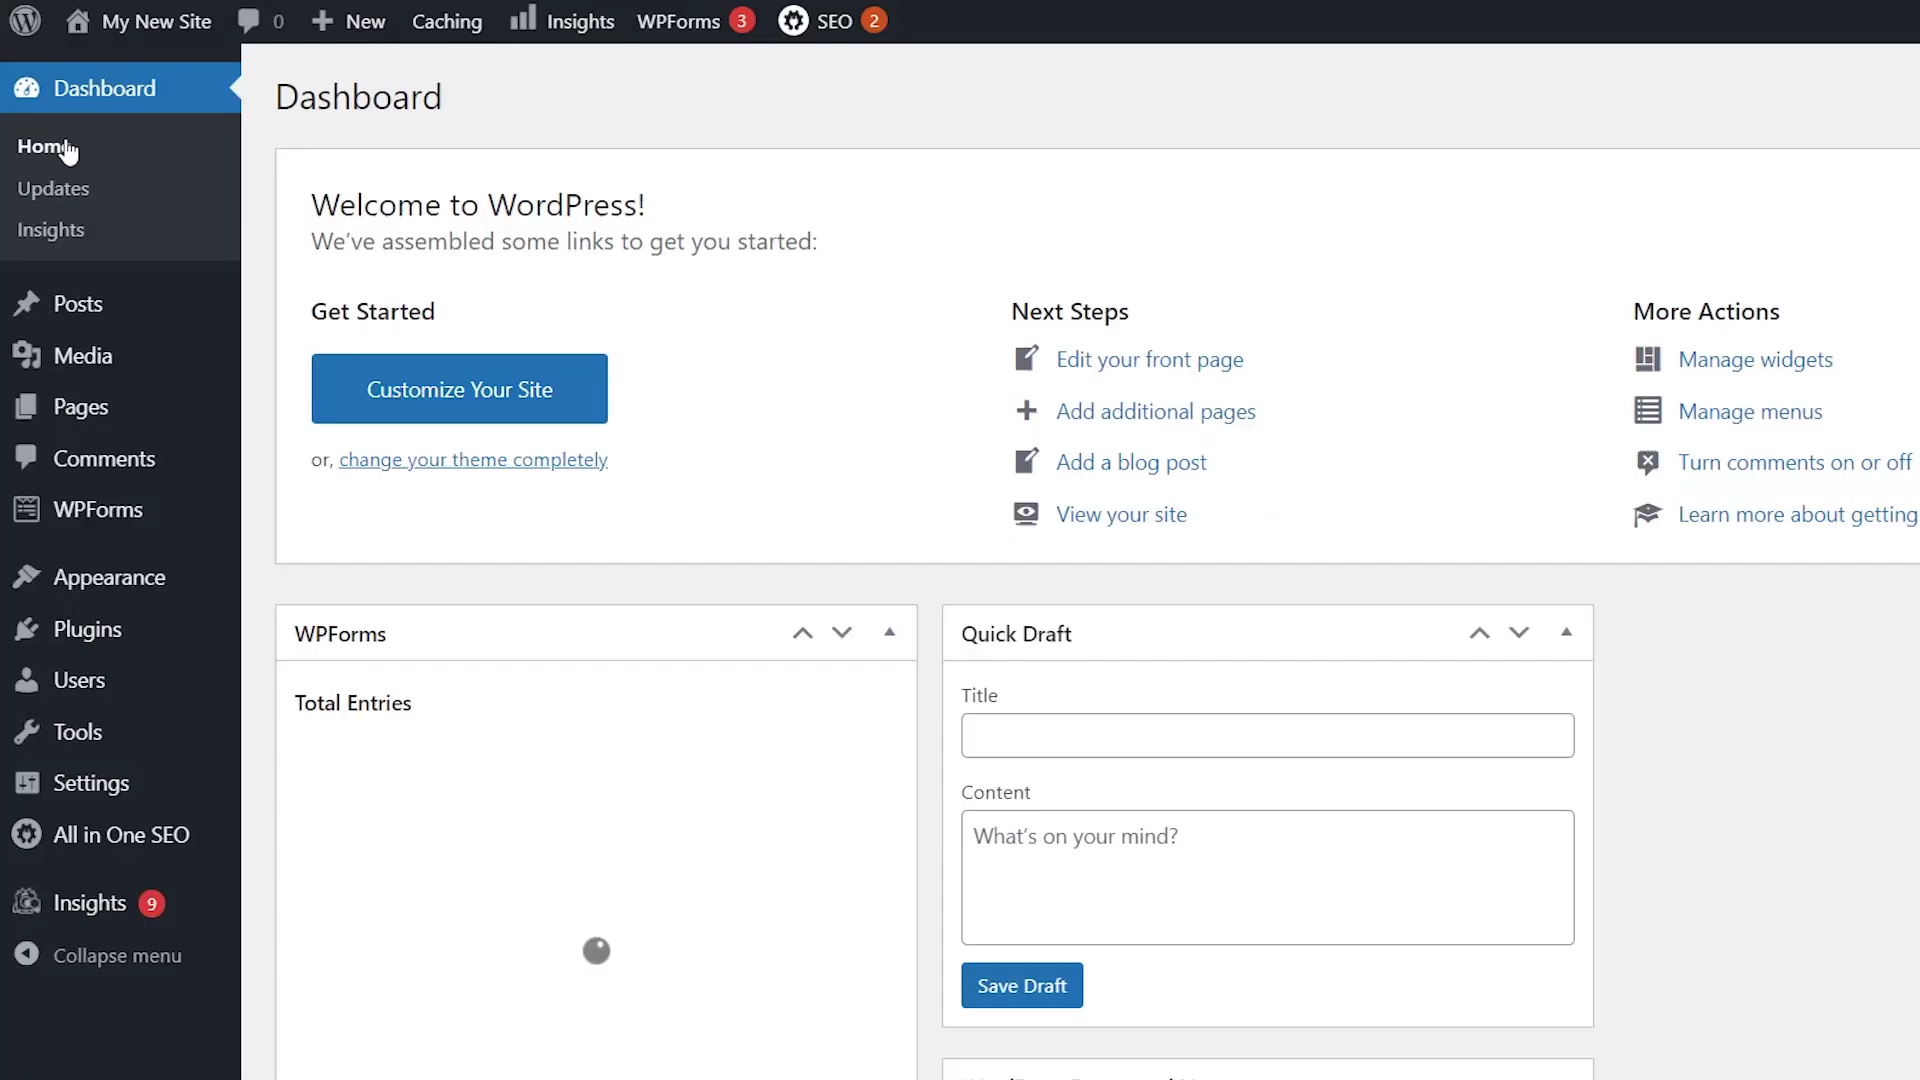 My New Site
0
New
Caching
Insights
WPForms 3
SEO 2
Dashboard
Home
Updates
Insights
Posts
Media
Pages
Comments
WPForms
Appearance
Plugins
Users
Tools
Settings
All in One SEO
Insights 9
Collapse menu
Dashboard
Welcome to WordPress!
We've assembled some links to get you started:
Get Started
Customize Your Site
or, change your theme completely
Next Steps
Edit your front page
Add additional pages
Add a blog post
View your site
More Actions
Manage widgets
Manage menus
Turn comments on or off
Learn more about getting
WPForms
Total Entries
Quick Draft
Title
Content
What's on your mind?
Save Draft